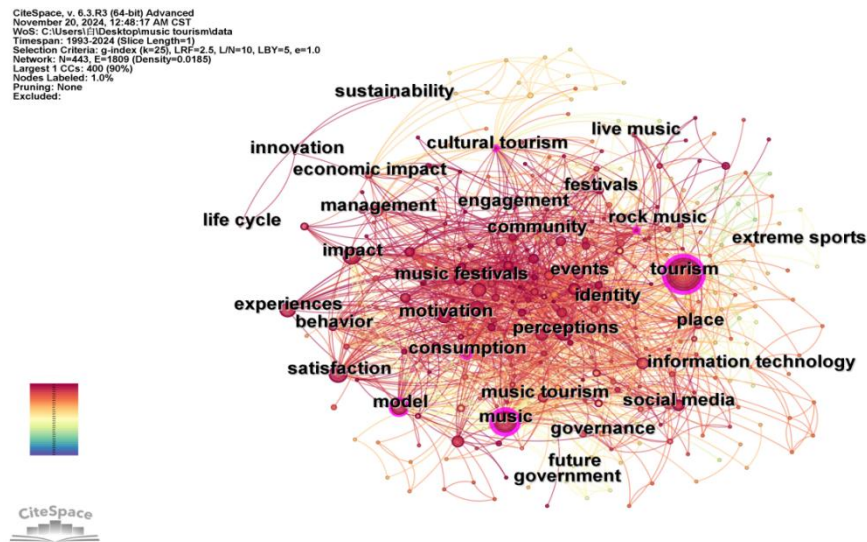 CiteSpace, v. 6.3.R3 (64-bit) Advanced
November 20, 2024, 12:48:17 AM CST
WoS: C:\Users\白\Desktop\music tourism\data
Timespan: 1993-2024 (Slice Length=1)
Selection Criteria: g-index (k=25), LRF=2.5, L/N=10, LBY=5, e=1.0
Network: N=443, E=1809 (Density=0.0185)
Largest 1 CCs: 400 (90%)
Nodes Labeled: 1.0%
Pruning: None
Excluded:
sustainability
innovation
cultural tourism
live music
economic impact
festivals
management
engagement
life cycle
community
rock music
extreme sports
impact
music festivals
events
tourism
experiences
motivation
identity
behavior
perceptions
place
consumption
satisfaction
information technology
model
music tourism
social media
music
governance
future
government
CiteSpace